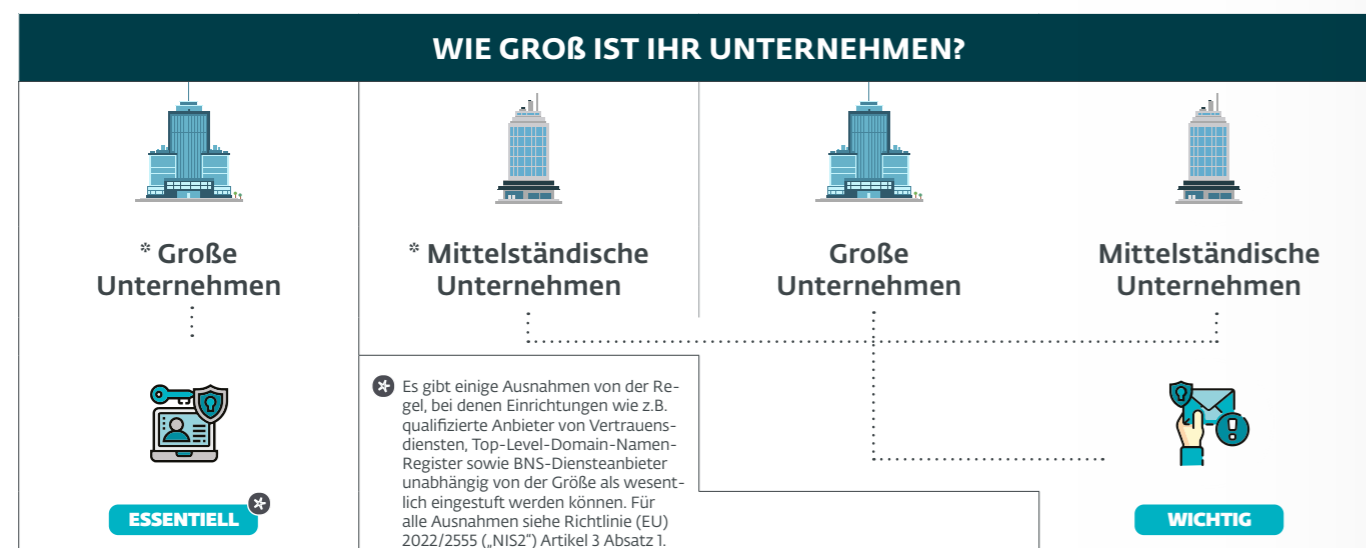 WIE GROß IST IHR UNTERNEHMEN?
* Große
Unternehmen
* Mittelständische
Unternehmen
Große
Unternehmen
Mittelständische
Unternehmen
ESSENTIELL *
* Es gibt einige Ausnahmen von der Re-
gel, bei denen Einrichtungen wie z.B.
qualifizierte Anbieter von Vertrauens-
diensten, Top-Level-Domain-Namen-
Register sowie BNS-Diensteanbieter
unabhängig von der Größe als wesent-
lich eingestuft werden können. Für
alle Ausnahmen siehe Richtlinie (EU)
2022/2555 („NIS2“) Artikel 3 Absatz 1.
WICHTIG